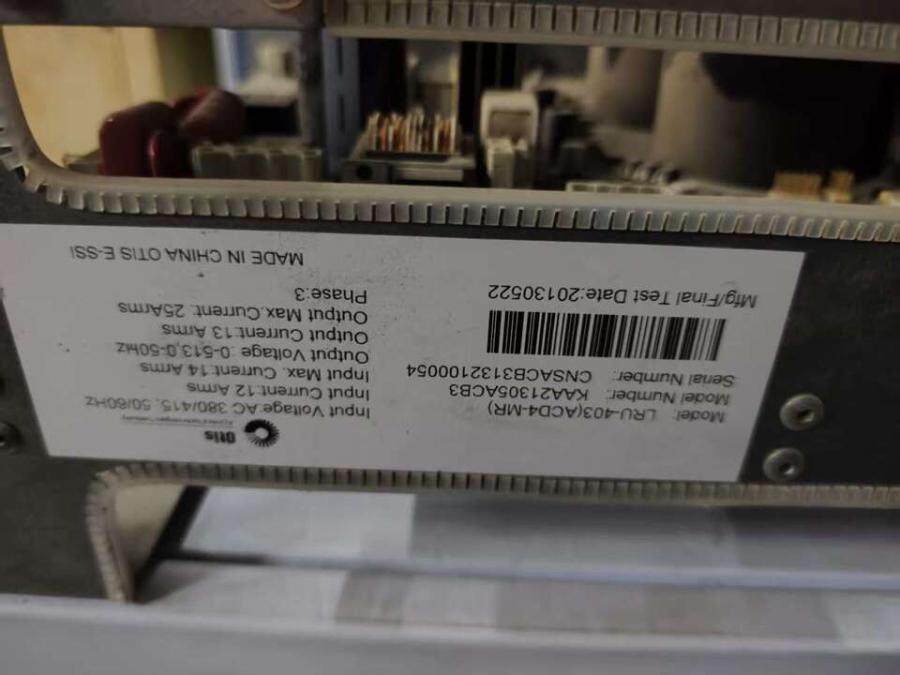 OTIS
Model: LRU-403(ACD4-MR)
Model Number: KAA21305ACB3
Serial Number: CNSACB3132100054
Mfg/Final Test Date:20130522
Input Voltage:AC 380/415, 50/60HZ
Input Current:12 Arms
Input Max. Current:14 Arms
Output Voltage :0-513,0-50hz
Output Current:13 Arms
Output Max.Current: 25Arms
Phase:3
MADE IN CHINA OTIS E-SSI